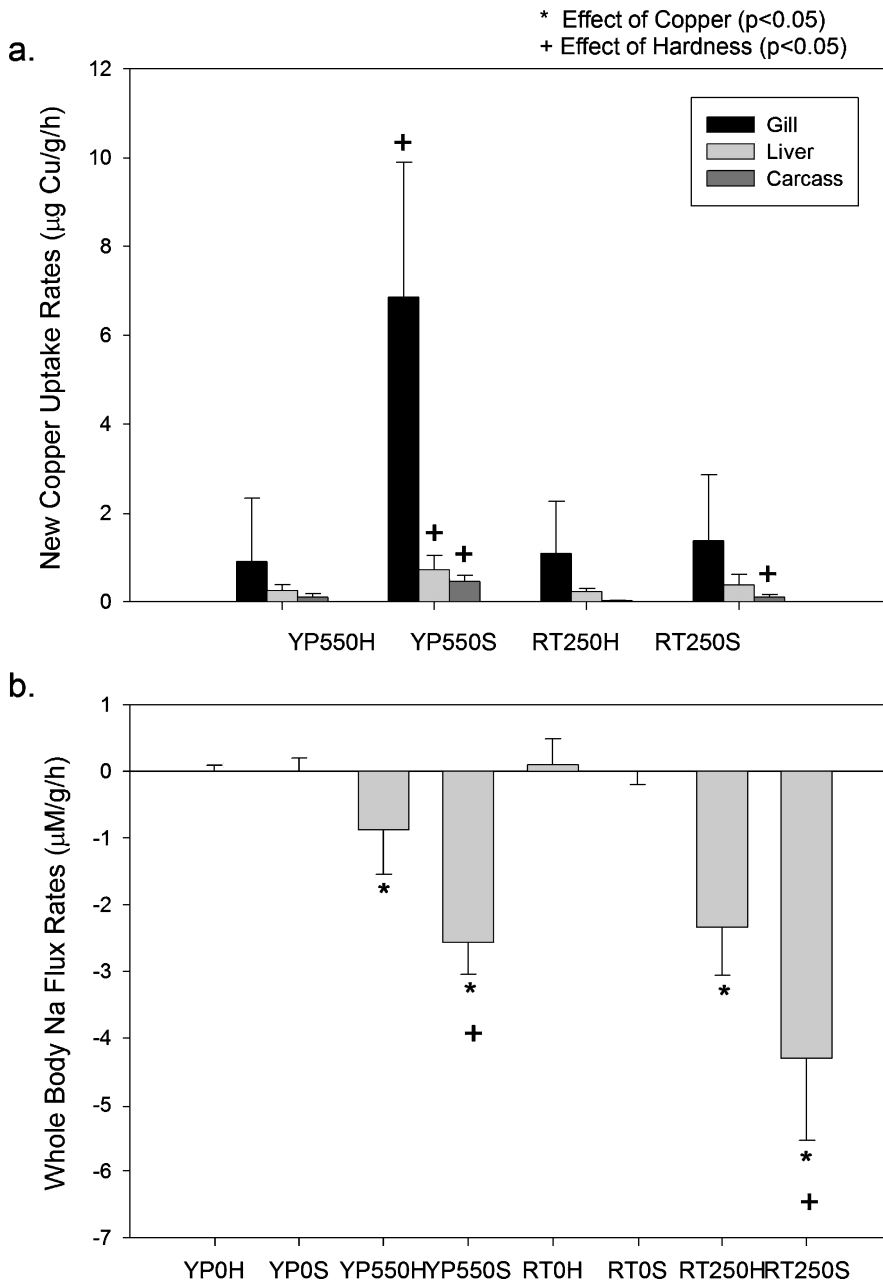 * Effect of Copper (p<0.05)
+ Effect of Hardness (p<0.05)
a.
12
10
8
6
4
2
0
New Copper Uptake Rates (µg Cu/g/h)
Gill
Liver
Carcass
+
+
+
+
YP550H YP550S RT250H RT250S
b.
1
0
-1
-2
-3
-4
-5
-6
-7
Whole Body Na Flux Rates (µM/g/h)
*
*
+
*
*
+
YP0H YP0S YP550H YP550S RT0H RT0S RT250H RT250S